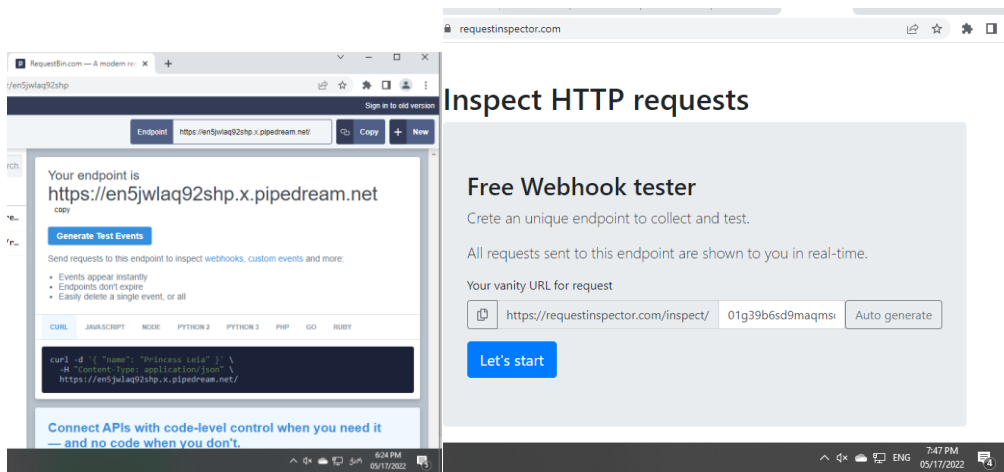 RequestBin.com — A modern re
/en5jwlaq92shp
Sign in to old version
Endpoint
https://en5jwlaq92shp.x.pipedream.net/
Copy
New
rch
Your endpoint is
https://en5jwlaq92shp.x.pipedream.net
copy
Generate Test Events
Send requests to this endpoint to inspect webhooks, custom events and more:
Events appear instantly
Endpoints don't expire
Easily delete a single event, or all
CURL JAVASCRIPT NODE PYTHON 2 PYTHON 3 PHP GO RUBY
curl -d '{ "name": "Princess Leia" }' \
-H "Content-Type: application/json" \
https://en5jwlaq92shp.x.pipedream.net/
Connect APIs with code-level control when you need it
— and no code when you don't.
6:24 PM
05/17/2022
requestinspector.com
Inspect HTTP requests
Free Webhook tester
Crete an unique endpoint to collect and test.
All requests sent to this endpoint are shown to you in real-time.
Your vanity URL for request
https://requestinspector.com/inspect/
01g39b6sd9maqms
Auto generate
Let's start
ENG
7:47 PM
05/17/2022
4